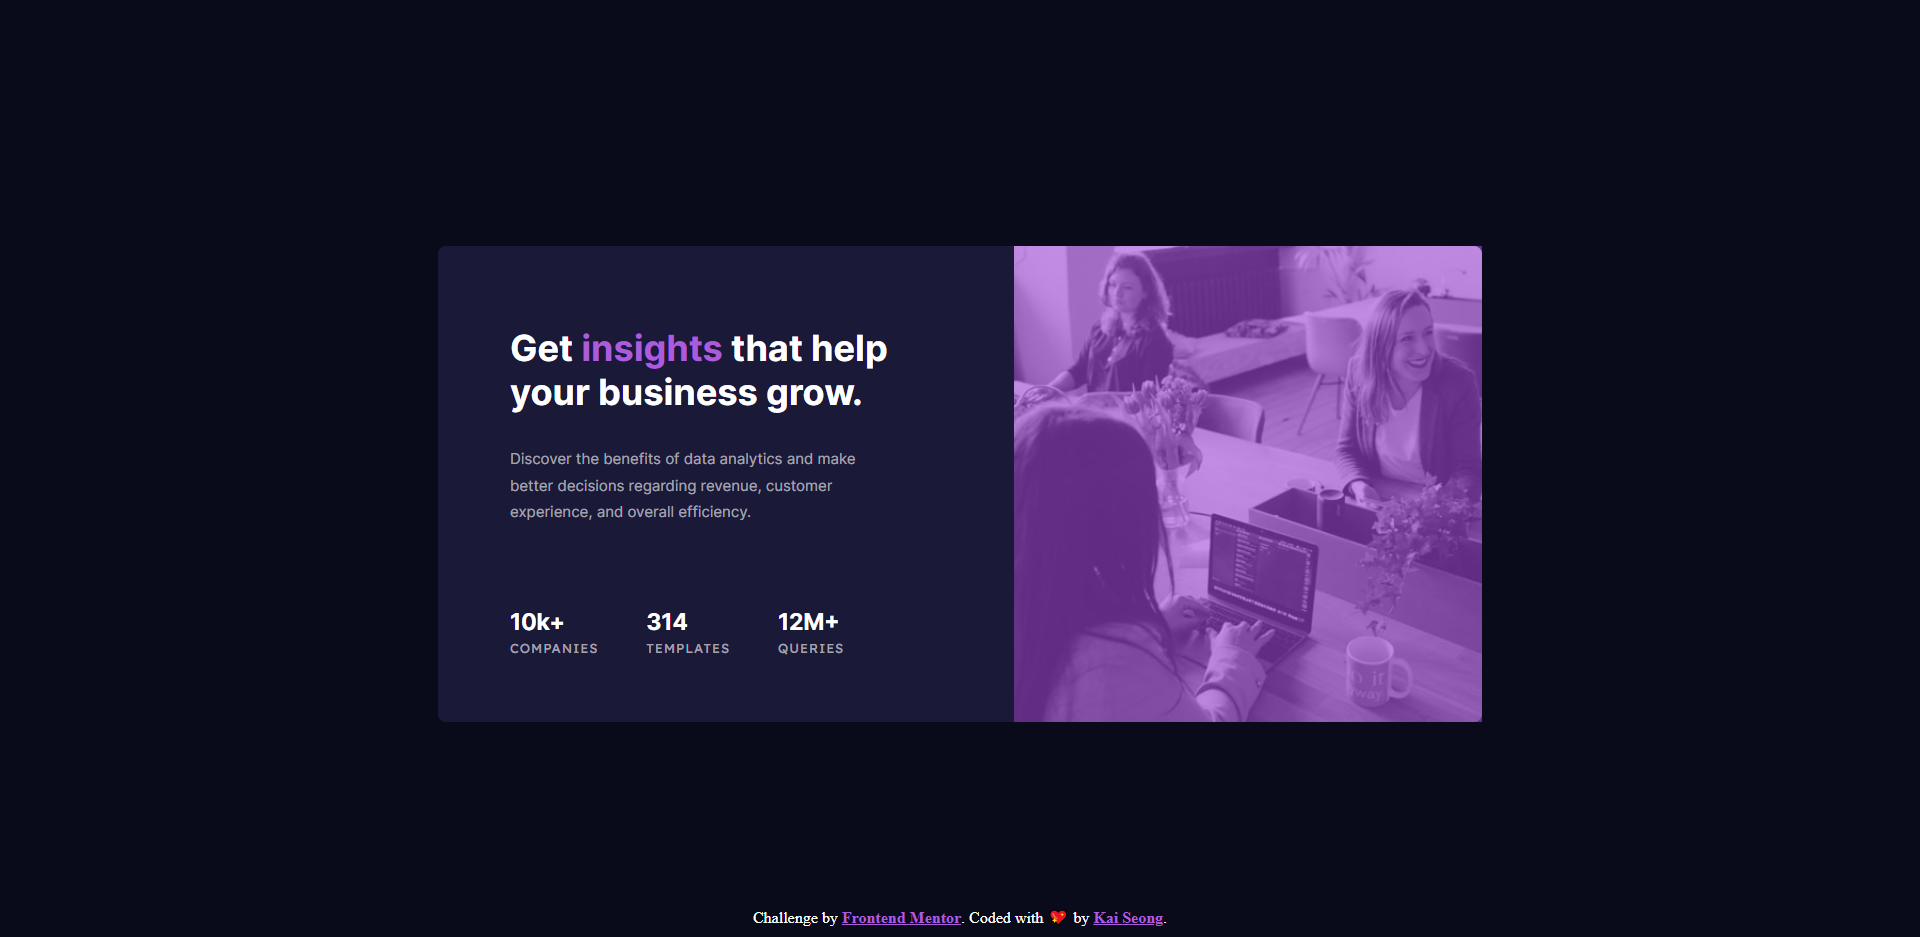 Get insights that help
your business grow.
Discover the benefits of data analytics and make
better decisions regarding revenue, customer
experience, and overall efficiency.
10k+ 314 12M+
COMPANIES TEMPLATES QUERIES
Challenge by Frontend Mentor. Coded with 💖 by Kai Seong.